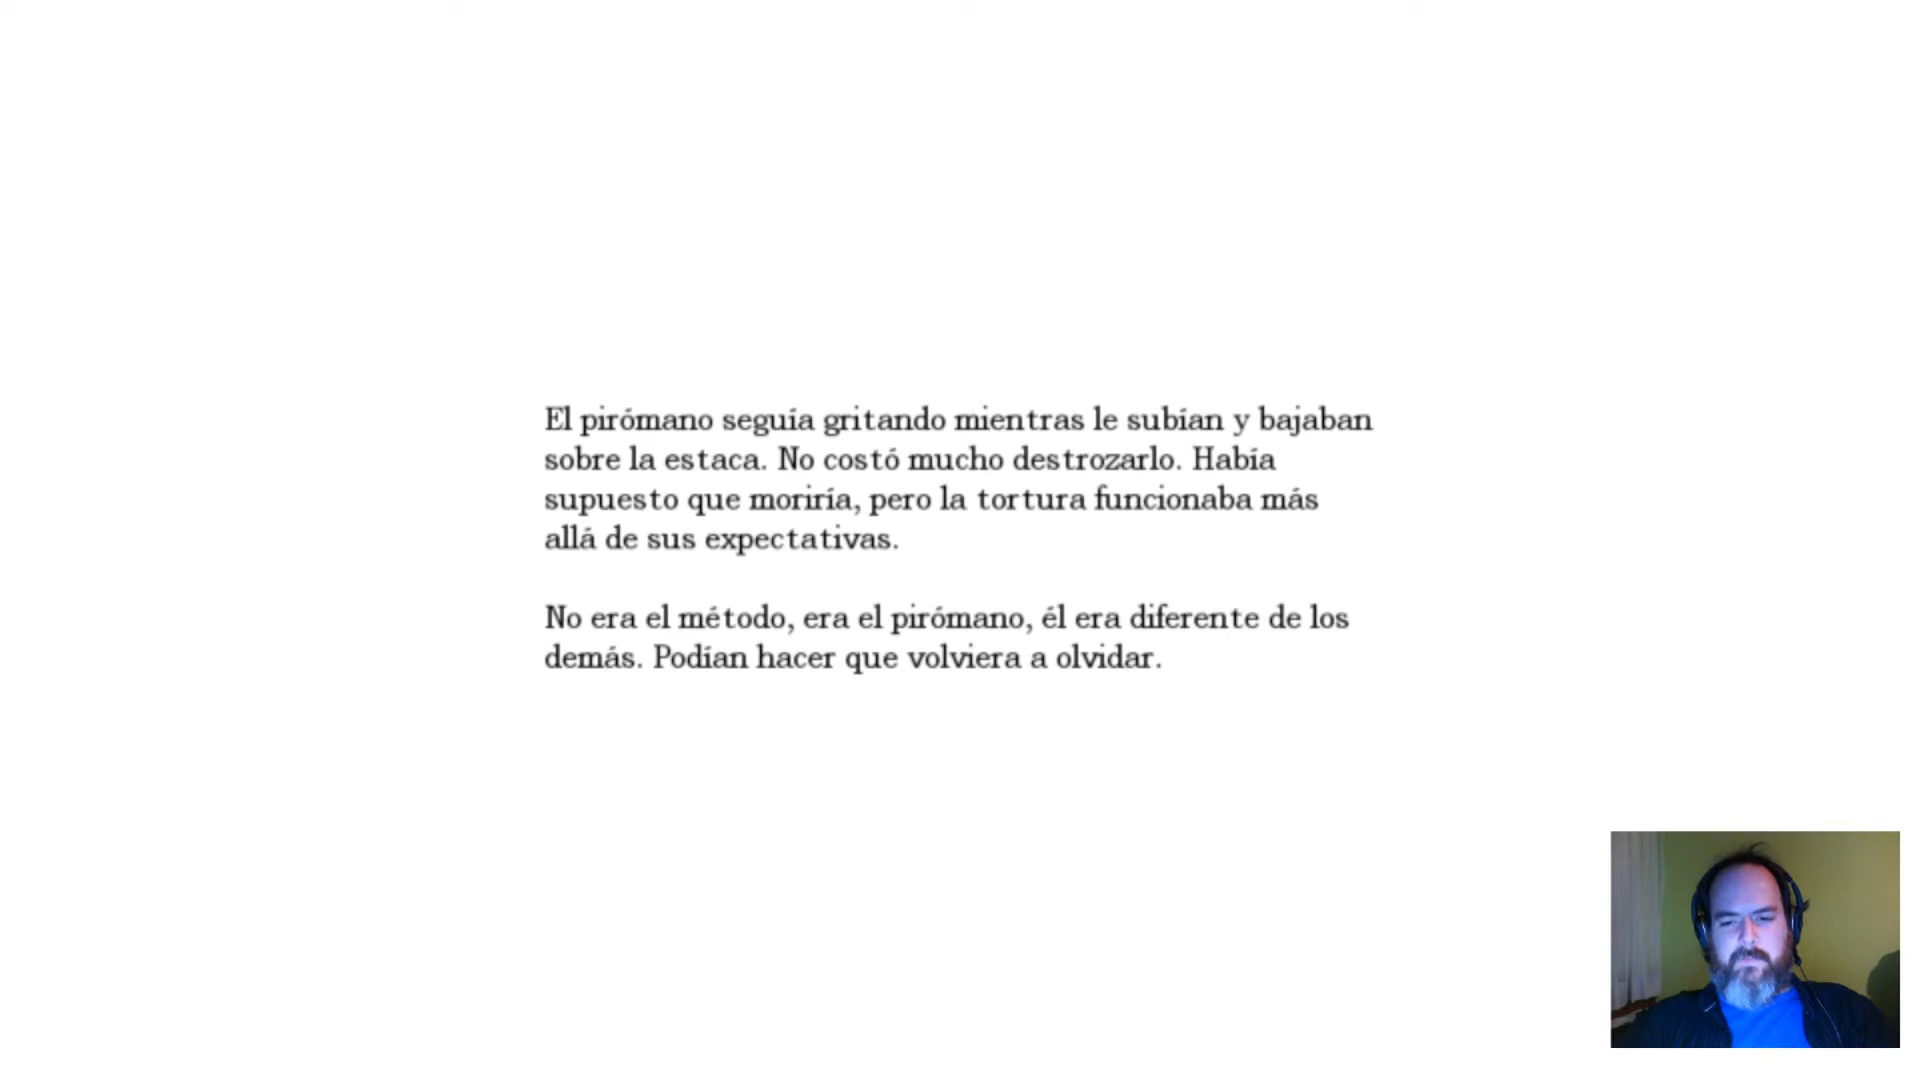 El pirómano seguía gritando mientras le subían y bajaban
sobre la estaca. No costó mucho destrozarlo. Había
supuesto que moriría, pero la tortura funcionaba más
allá de sus expectativas.
No era el método, era el pirómano, él era diferente de los
demás. Podían hacer que volviera a olvidar.